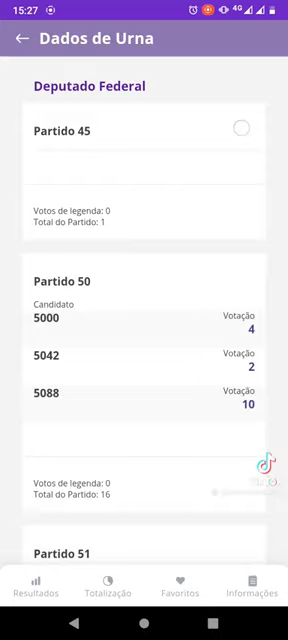 15:27
4G
← Dados de Urna
Deputado Federal
Partido 45
Votos de legenda: 0
Total do Partido: 1
Partido 50
Candidato
5000 Votação
4
5042 Votação
2
5088 Votação
10
Votos de legenda: 0
Total do Partido: 16
Partido 51
Resultados Totalização Favoritos Informações